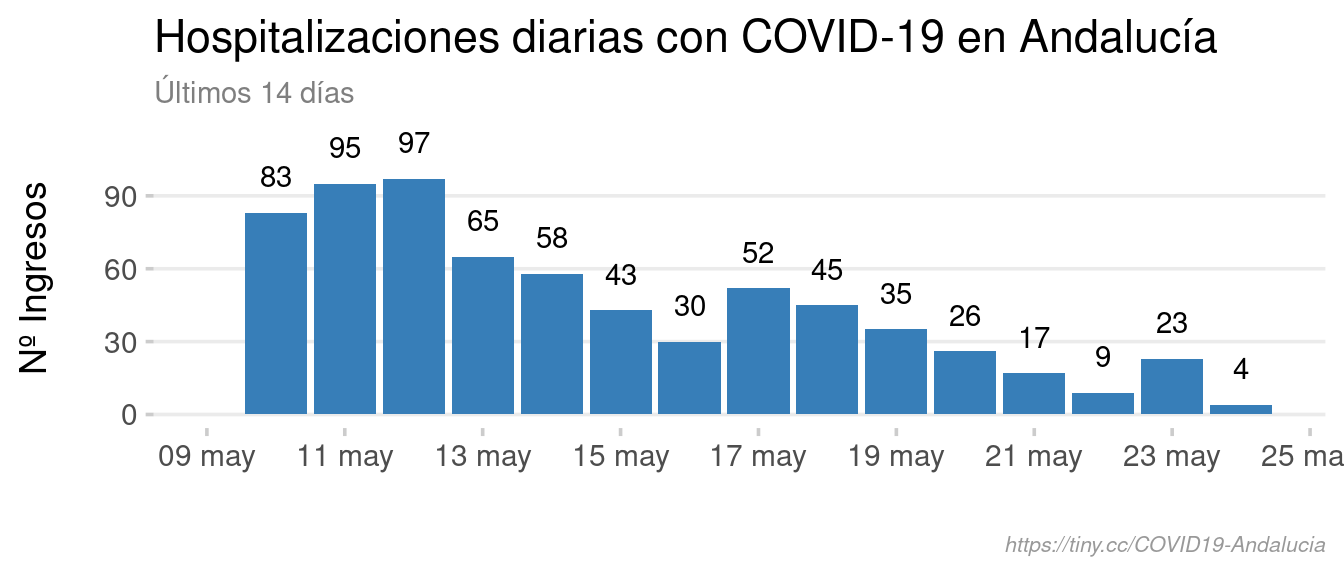 Hospitalizaciones diarias con COVID-19 en Andalucía
Últimos 14 días
Nº Ingresos
90
60
30
0
83
95
97
65
58
43
30
52
45
35
26
17
9
23
4
09 may
11 may
13 may
15 may
17 may
19 may
21 may
23 may
25 ma
https://tiny.cc/COVID19-Andalucia